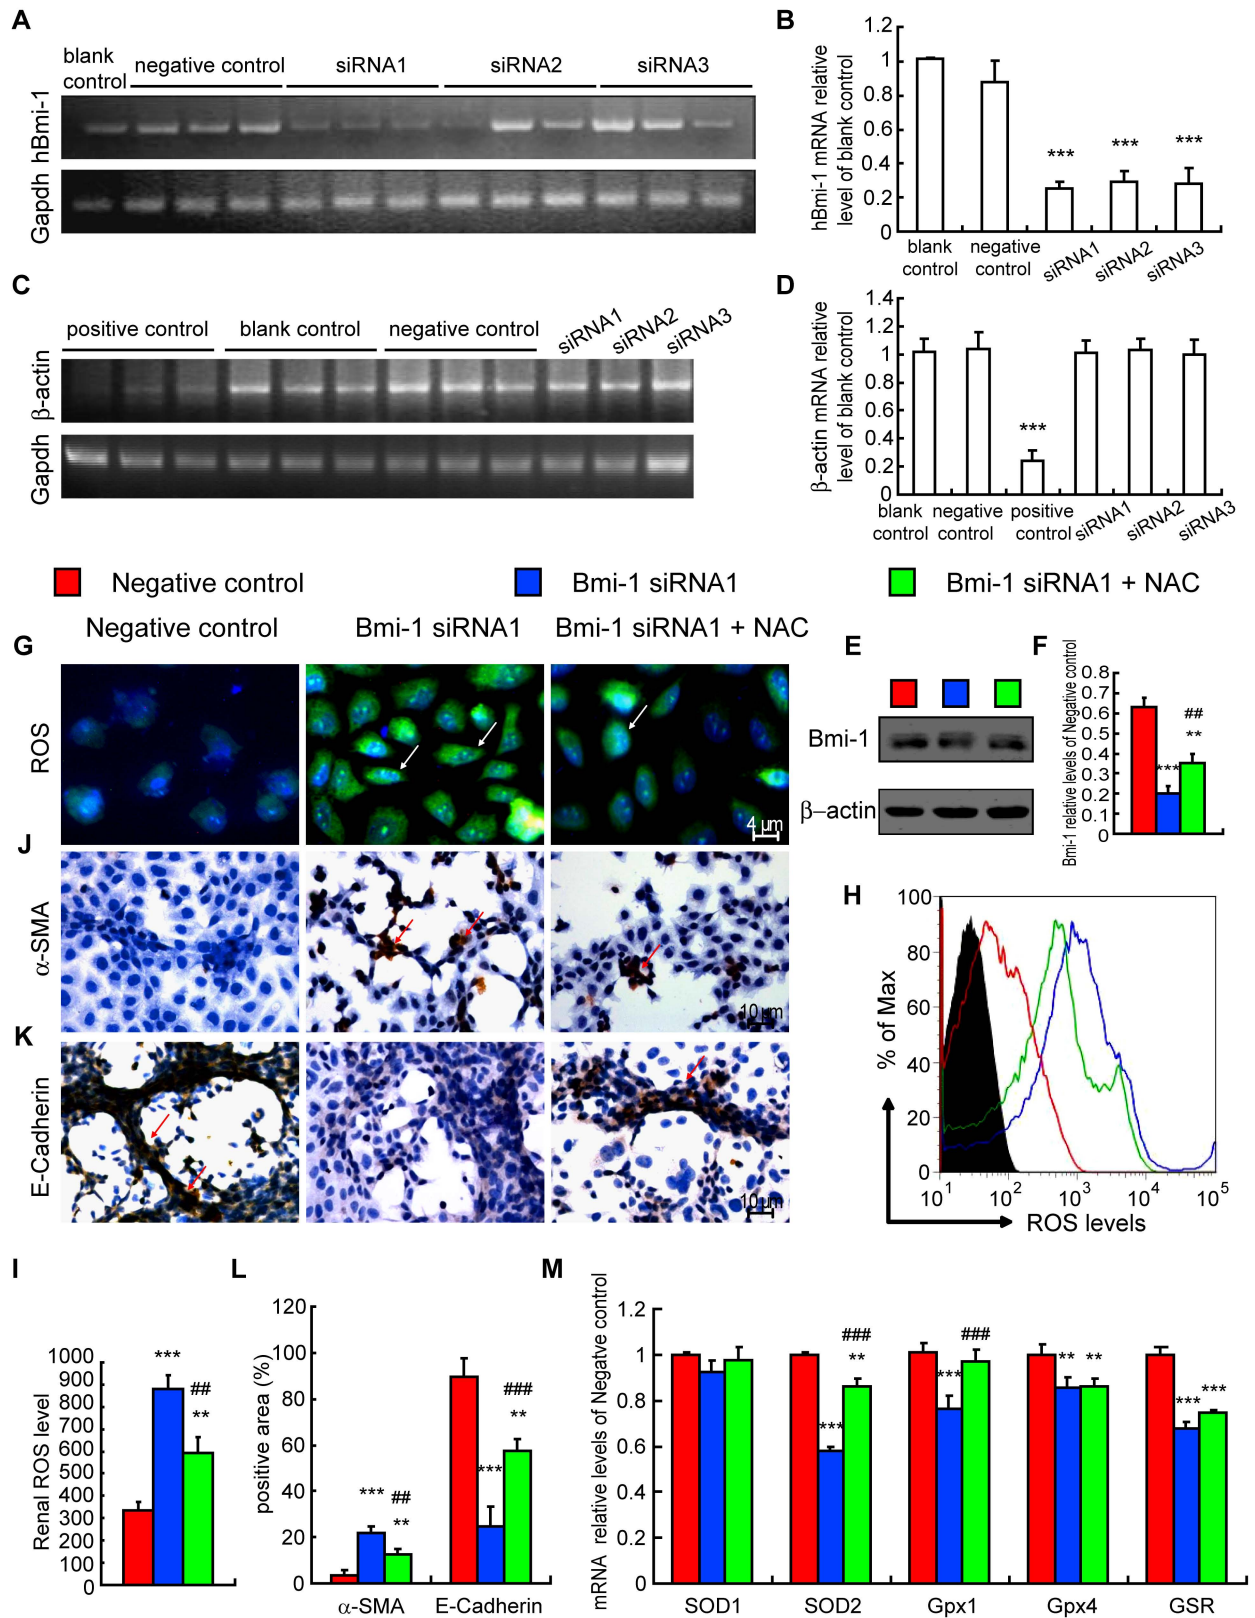 A
blank
control
negative control
siRNA1
siRNA2
siRNA3
hBmi-1
Gapdh
B
hBmi-1 mRNA relative
level of blank control
1.2
1
0.8
0.6
0.4
0.2
0
***
***
***
blank
control
negative
control
siRNA1
siRNA2
siRNA3
C
positive control
blank control
negative control
siRNA1
siRNA2
siRNA3
β-actin
Gapdh
D
β-actin mRNA relative
level of blank control
1.4
1.2
1
0.8
0.6
0.4
0.2
0
***
blank
control
negative
control
positive
control
siRNA1
siRNA2
siRNA3
Negative control
Bmi-1 siRNA1
Bmi-1 siRNA1 + NAC
Negative control
Bmi-1 siRNA1
Bmi-1 siRNA1 + NAC
G
ROS
4 µm
E
Bmi-1
β-actin
F
Bmi-1 relative levels of Negative control
0.8
0.7
0.6
0.5
0.4
0.3
0.2
0.1
0
***
##
**
J
α-SMA
10 µm
K
E-Cadherin
10 µm
H
% of Max
100
80
60
40
20
0
10^1
10^2
10^3
10^4
10^5
ROS levels
I
Renal ROS level
1000
900
800
700
600
500
400
300
200
100
0
***
##
**
L
positive area (%)
120
100
80
60
40
20
0
***
##
**
***
###
**
α-SMA
E-Cadherin
M
mRNA relative levels of Negative control
1.2
1
0.8
0.6
0.4
0.2
0
***
###
**
***
###
**
**
***
***
SOD1
SOD2
Gpx1
Gpx4
GSR